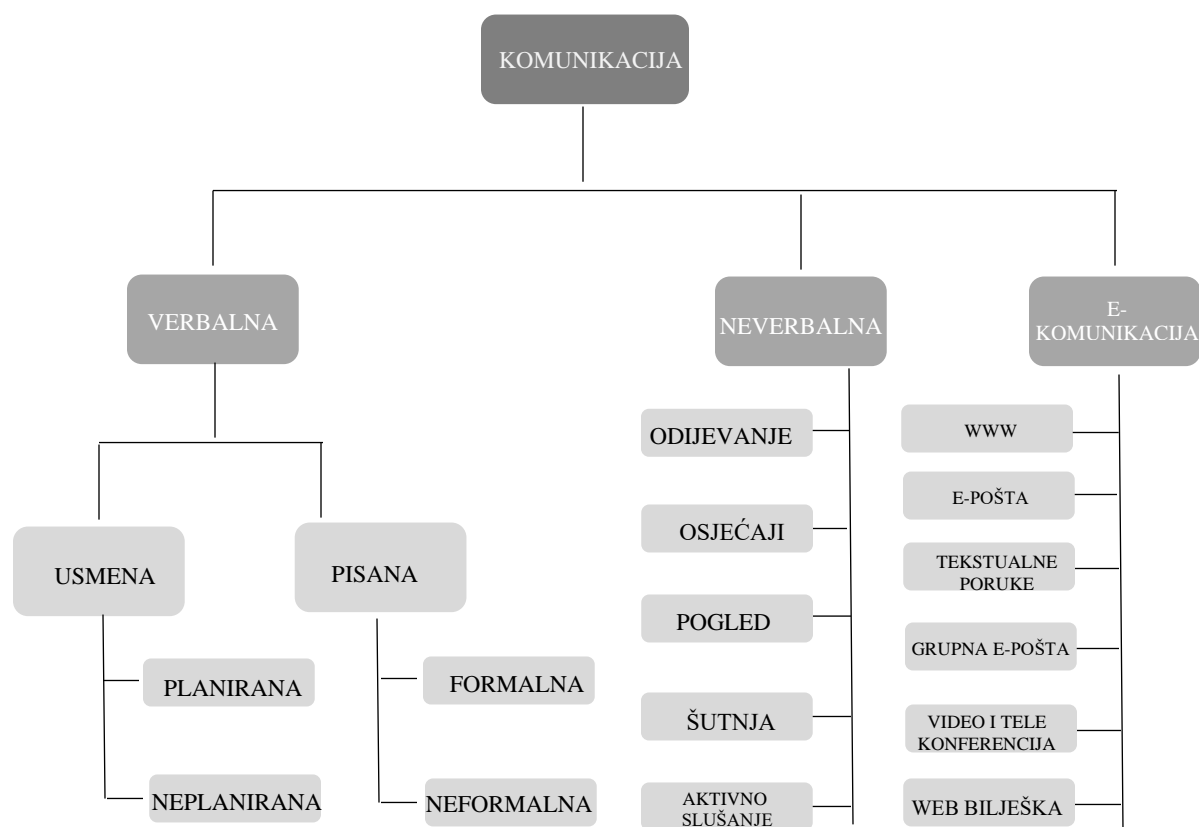 KOMUNIKACIJA
VERBALNA
NEVERBALNA
E-
KOMUNIKACIJA
USMENA
PISANA
PLANIRANA
NEPLANIRANA
FORMALNA
NEFORMALNA
ODIJEVANJE
OSJEĆAJI
POGLED
ŠUTNJA
AKTIVNO
SLUŠANJE
WWW
E-POŠTA
TEKSTUALNE
PORUKE
GRUPNA E-POŠTA
VIDEO I TELE
KONFERENCIJA
WEB BILJEŠKA